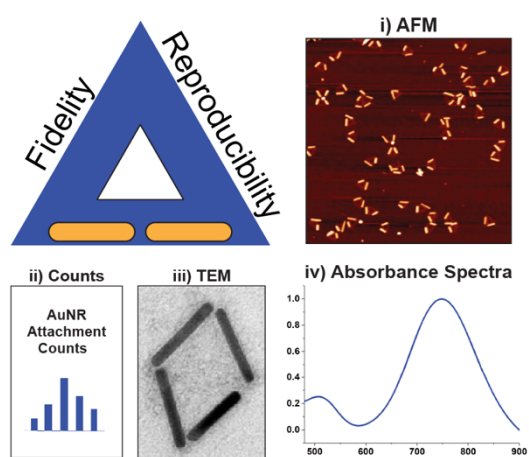 Fidelity
Reproducibility
i) AFM
ii) Counts
AuNR
Attachment
Counts
iii) TEM
iv) Absorbance Spectra
1.0
0.8
0.6
0.4
0.2
0.0
500 600 700 800 900